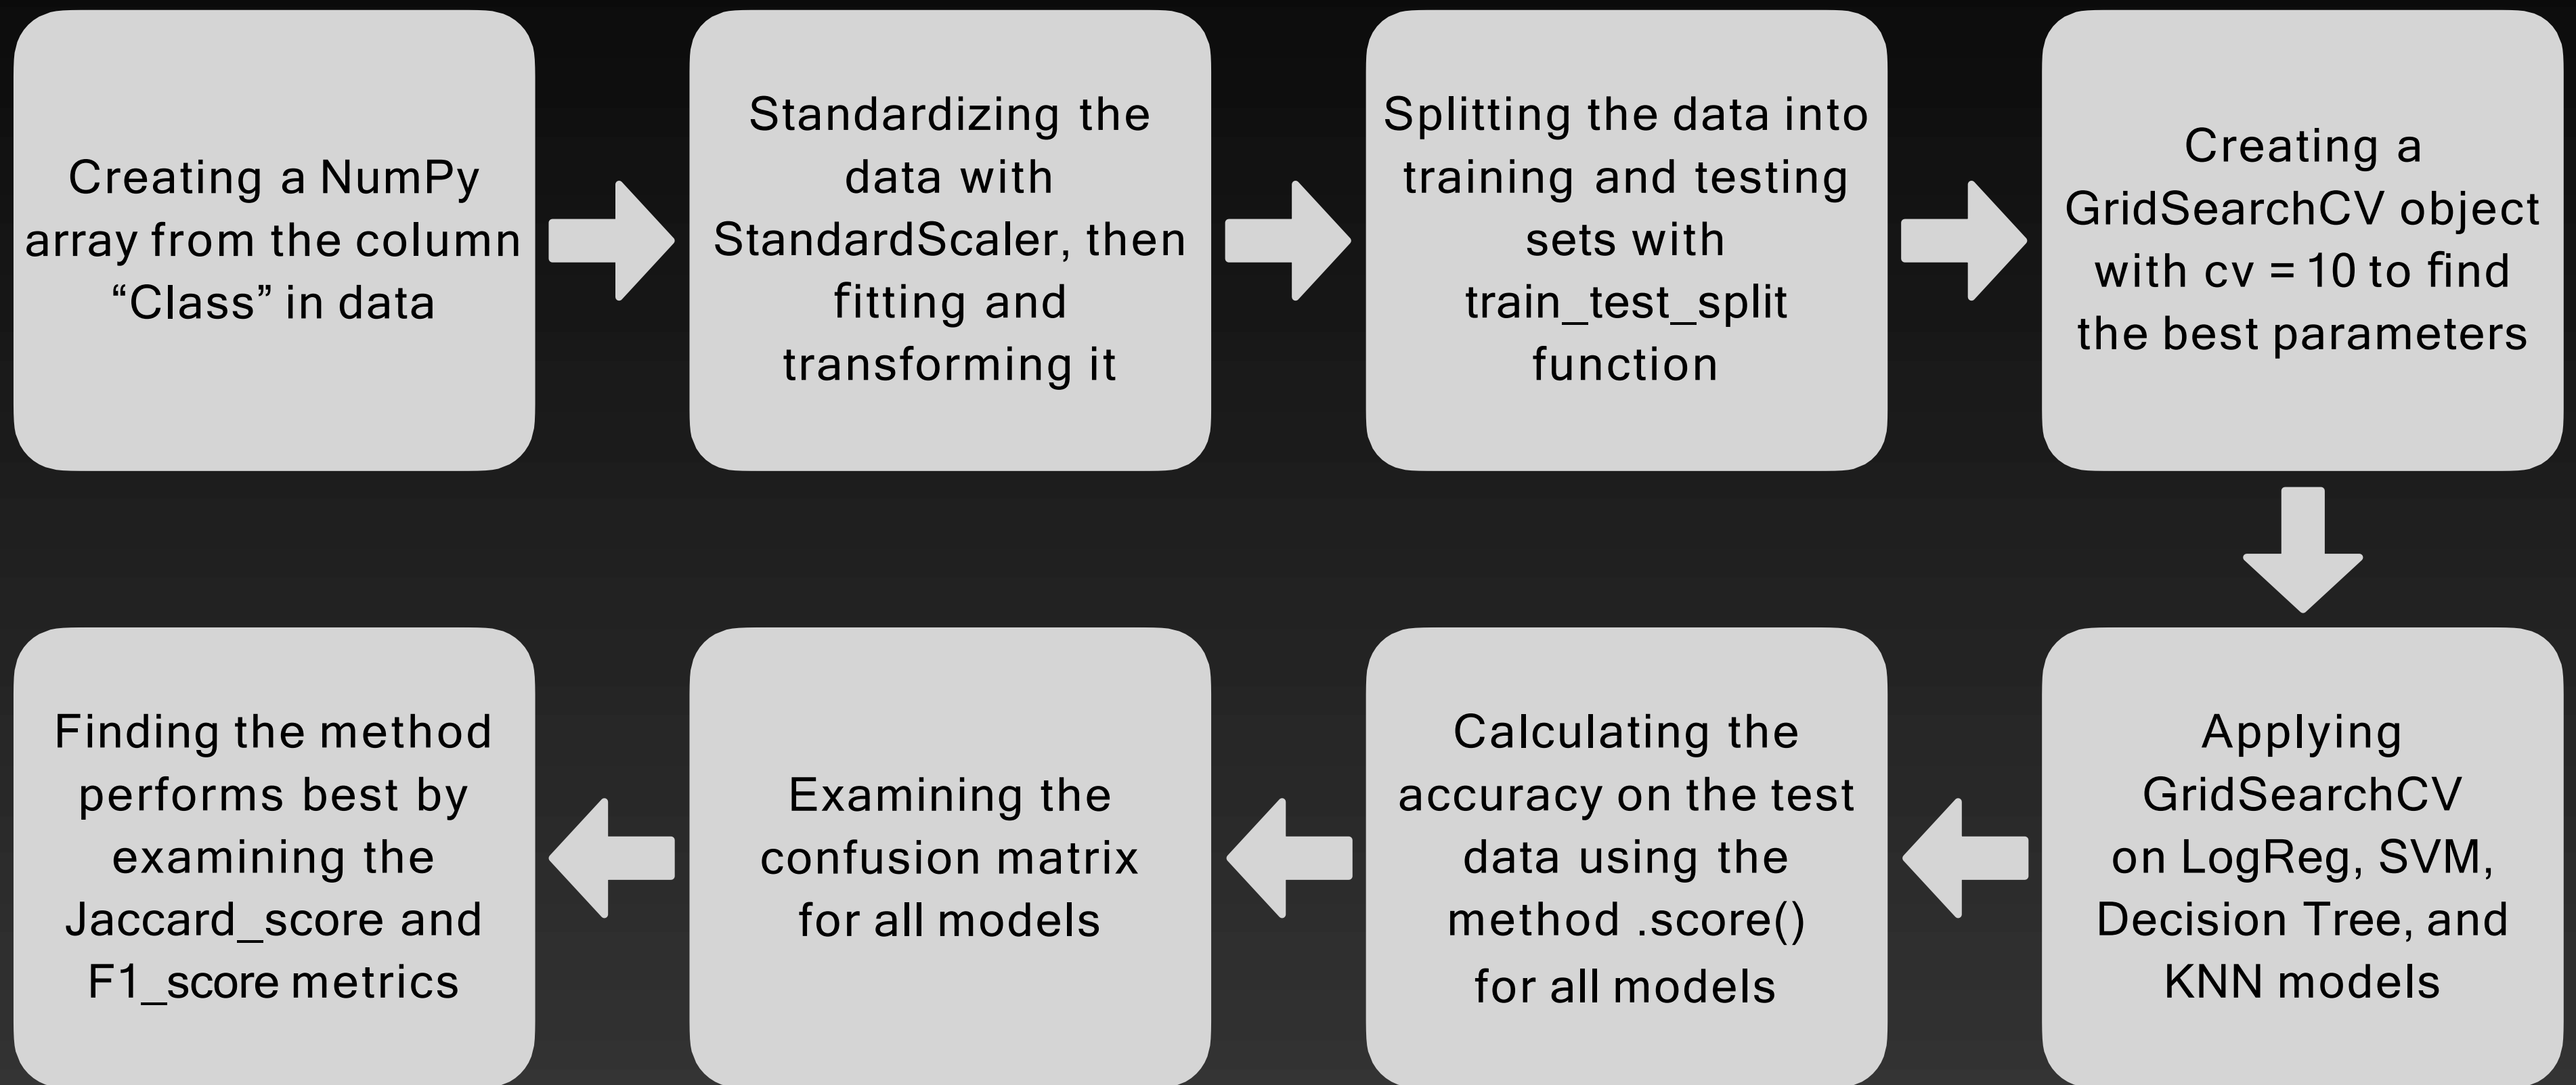 Creating a NumPy
array from the column
“Class” in data
Standardizing the
data with
StandardScaler, then
fitting and
transforming it
Splitting the data into
training and testing
sets with
train_test_split
function
Creating a
GridSearchCV object
with cv = 10 to find
the best parameters
Applying
GridSearchCV
on LogReg, SVM,
Decision Tree, and
KNN models
Calculating the
accuracy on the test
data using the
method .score()
for all models
Examining the
confusion matrix
for all models
Finding the method
performs best by
examining the
Jaccard_score and
F1_score metrics